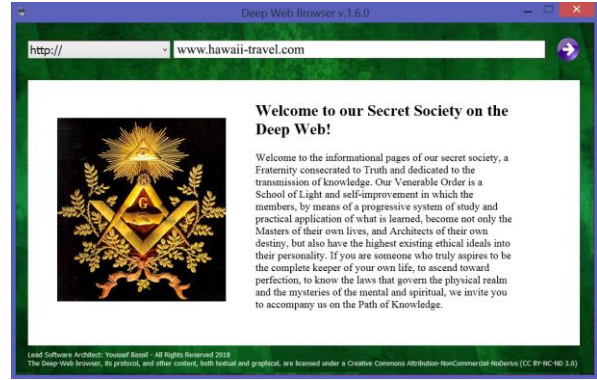 Deep Web Browser v.1.6.0
http:// www.hawaii-travel.com
Welcome to our Secret Society on the
Deep Web!
Welcome to the informational pages of our secret society, a
Fraternity consecrated to Truth and dedicated to the
transmission of knowledge. Our Venerable Order is a
School of Light and self-improvement in which the
members, by means of a progressive system of study and
practical application of what is learned, become not only the
Masters of their own lives, and Architects of their own
destiny, but also have the highest existing ethical ideals into
their personality. If you are someone who truly aspires to be
the complete keeper of your own life, to ascend toward
perfection, to know the laws that govern the physical realm
and the mysteries of the mental and spiritual, we invite you
to accompany us on the Path of Knowledge.
G
Lead Software Architect: Youssef Bassil - All Rights Reserved 2018
The Deep-Web browser, its protocol, and other content, both textual and graphical, are licensed under a Creative Commons Attribution-NonCommercial-NoDerivs (CC BY-NC-ND 3.0)